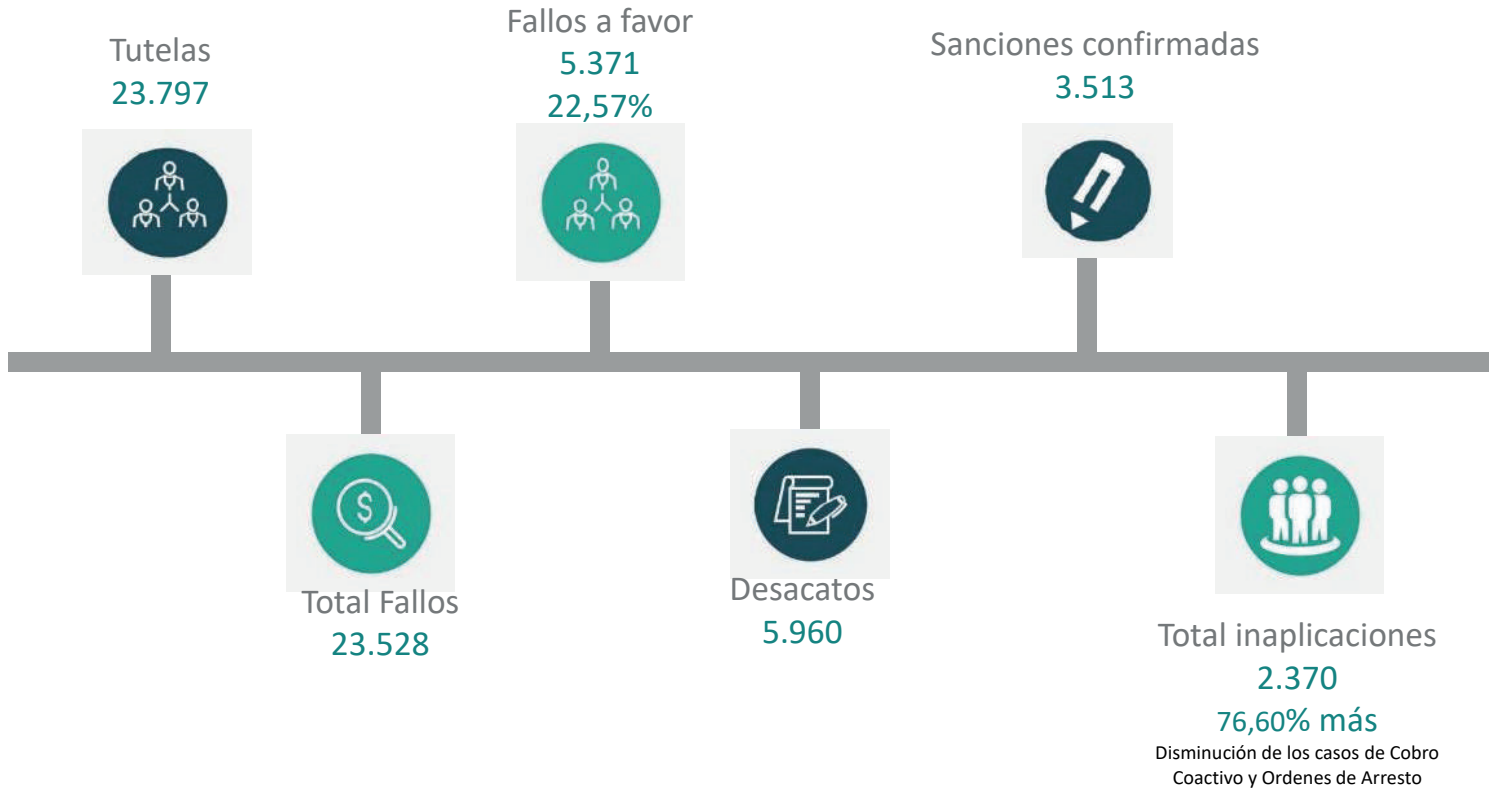 Tutelas
23.797
Fallos a favor
5.371
22,57%
Sanciones confirmadas
3.513
Total Fallos
23.528
Desacatos
5.960
Total inaplicaciones
2.370
76,60% más
Disminución de los casos de Cobro
Coactivo y Ordenes de Arresto